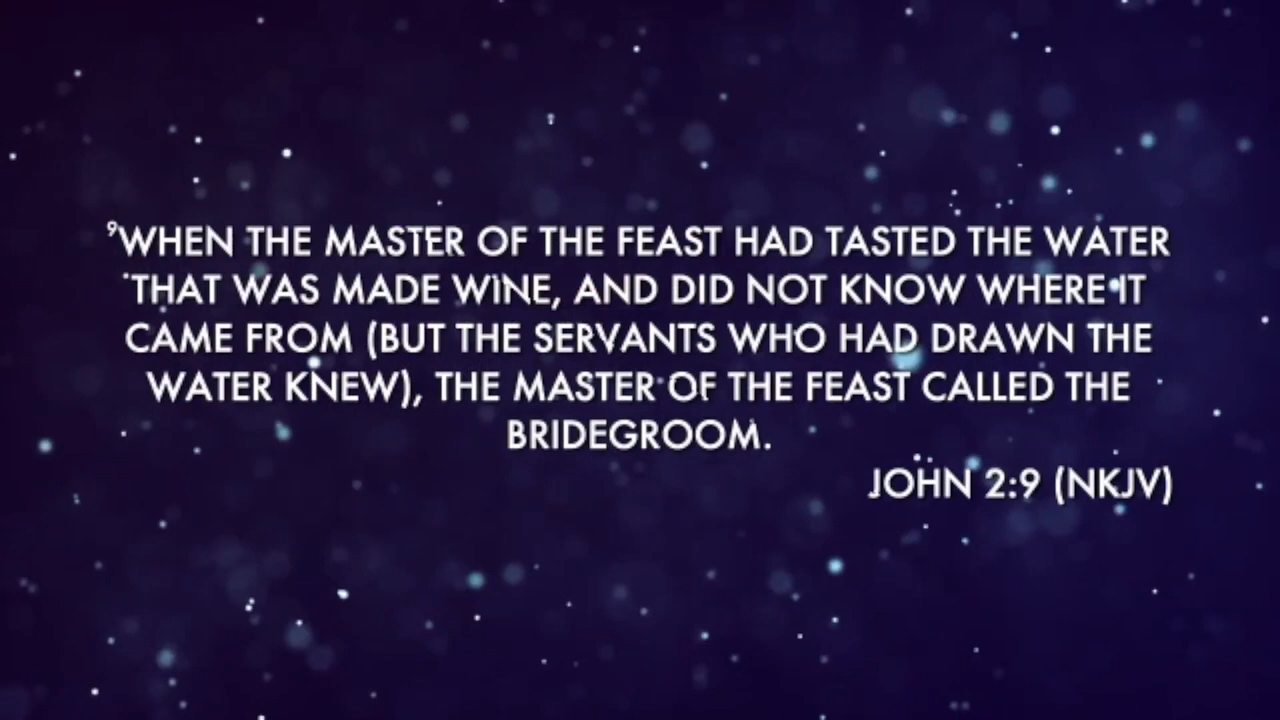 ⁹WHEN THE MASTER OF THE FEAST HAD TASTED THE WATER
THAT WAS MADE WINE, AND DID NOT KNOW WHERE IT
CAME FROM (BUT THE SERVANTS WHO HAD DRAWN THE
WATER KNEW), THE MASTER OF THE FEAST CALLED THE
BRIDEGROOM.
JOHN 2:9 (NKJV)